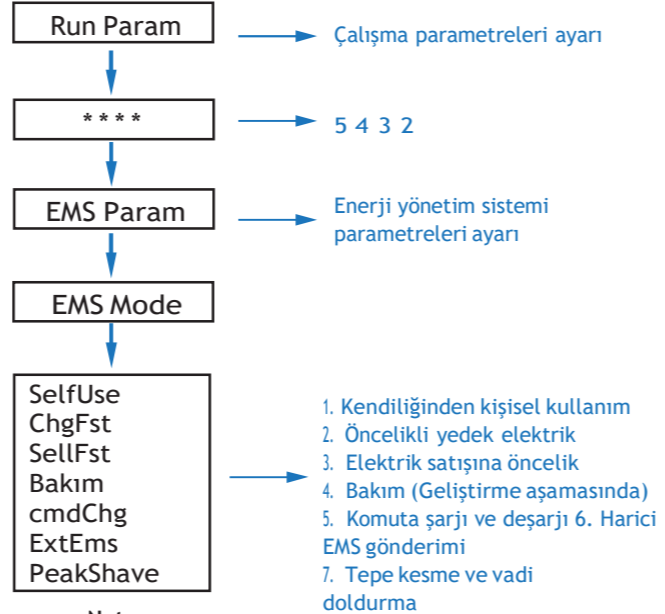 Run Param
Çalışma parametreleri ayarı
* * * *
5 4 3 2
EMS Param
Enerji yönetim sistemi
parametreleri ayarı
EMS Mode
SelfUse
ChgFst
SellFst
Bakım
cmdChg
ExtEms
PeakShave
1. Kendiliğinden kişisel kullanım
2. Öncelikli yedek elektrik
3. Elektrik satışına öncelik
4. Bakım (Geliştirme aşamasında)
5. Komuta şarjı ve deşarjı 6. Harici
EMS gönderimi
7. Tepe kesme ve vadi
doldurma